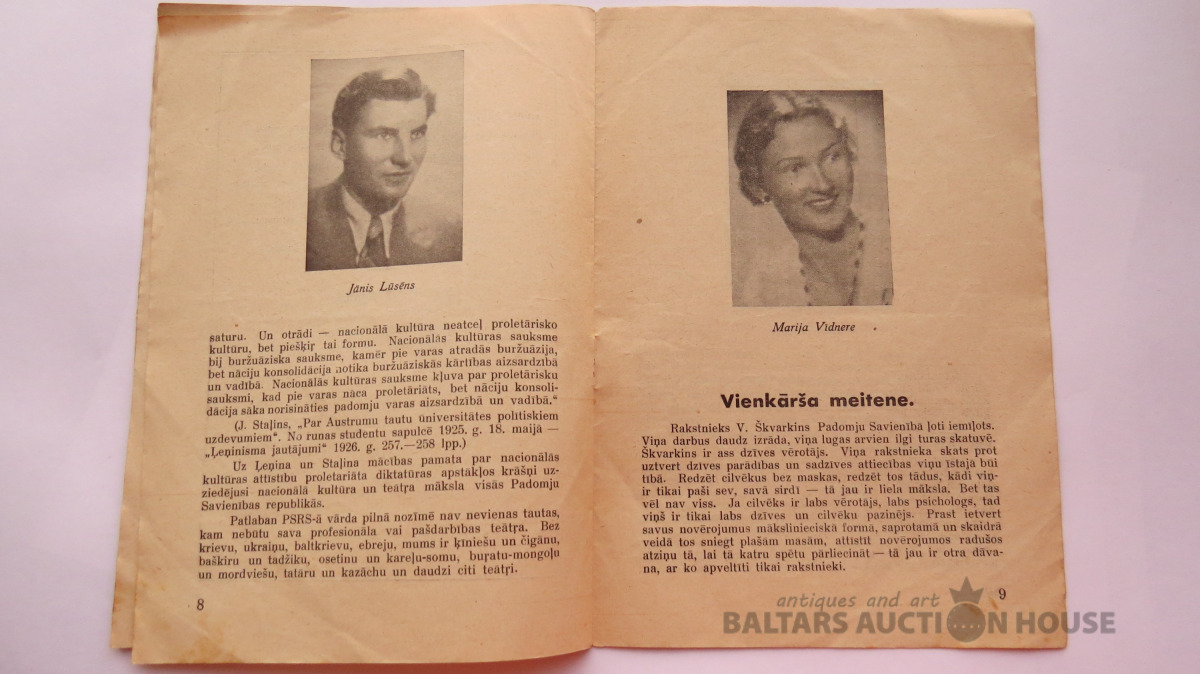 Jānis Lūsēns
saturu. Un otrādi — nacionālā kultūra neatceļ proletārisko
kultūru, bet piešķiŗ tai formu. Nacionālās kultūras sauksme
bij buržuāziska sauksme, kamēr pie varas atradās buržuāzija,
bet nāciju konsolidācija notika buržuāziskās kārtības aizsardzībā
un vadībā. Nacionālās kultūras sauksme kļuva par proletārisku
sauksmi, kad pie varas nāca proletāriāts, bet nāciju konsoli-
dācija sāka norisināties padomju varas aizsardzībā un vadībā."
(J. Staļins, „Par Austrumu tautu ūniversitātes polītiskiem
uzdevumiem". No runas studentu sapulcē 1925. g. 18. maijā —
„Ļeņinisma jautājumi" 1926. g. 257.—258 lpp.)
Uz Ļeņina un Staļina mācības pamata par nacionālās
kultūras attīstību proletariāta diktatūras apstākļos krāšņi uz-
ziedējusi nacionālā kultūra un teātŗa māksla visās Padomju
Savienības republikās.
Patlaban PSRS-ā vārda pilnā nozīmē nav nevienas tautas,
kam nebūtu sava profesionāla vai pašdarbības teātŗa. Bez
krievu, ukraiņu, baltkrievu, ebreju, mums ir ķīniešu un čigānu,
baškīru un tadžiku, osetinu un kareļu-somu, buŗatu-mongoļu
un mordviešu, tatāru un kazāchu un daudzi citi teātŗi.
8
Marija Vidnere
Vienkārša meitene.
Rakstnieks V. Škvarkins Padomju Savienībā ļoti iemīļots.
Viņa darbus daudz izrāda, viņa lugas arvien ilgi turas skatuvē.
Škvarkins ir ass dzīves vērotājs. Viņa rakstnieka skats prot
uztvert dzīves parādības un sadzīves attiecības viņu īstajā būt
tībā. Redzēt cilvēkus bez maskas, redzēt tos tādus, kādi viņ-
ir tikai paši sev, savā sirdī — tā jau ir liela māksla. Bet tas
vēl nav viss. Ja cilvēks ir labs vērotājs, labs psichologs, tad
viņš ir tikai labs dzīves un cilvēku pazinējs. Prast ietvert
savus novērojumus mākslinieciskā formā, saprotamā un skaidrā
veidā tos sniegt plašām masām, attīstīt novērojumos radušos
atziņu tā, lai tā katru spētu pārliecināt — tā jau ir otra dāva-
na, ar ko apveltīti tikai rakstnieki.
9
antiques and art
BALTARS AUCTION HOUSE